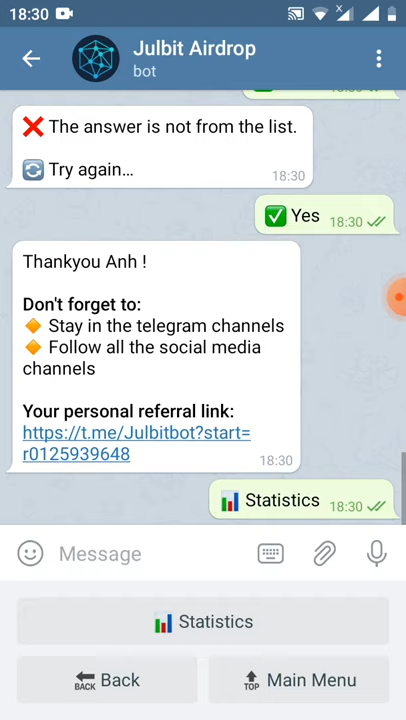 18:30
Julbit Airdrop
bot
❌ The answer is not from the list.
🔄 Try again...
18:30
✅ Yes
18:30
Thankyou Anh !
Don't forget to:
🔸 Stay in the telegram channels
🔸 Follow all the social media
channels
Your personal referral link:
https://t.me/Julbitbot?start=
r0125939648
18:30
📊 Statistics
18:30
Message
📊 Statistics
🔙 Back
🔝 Main Menu